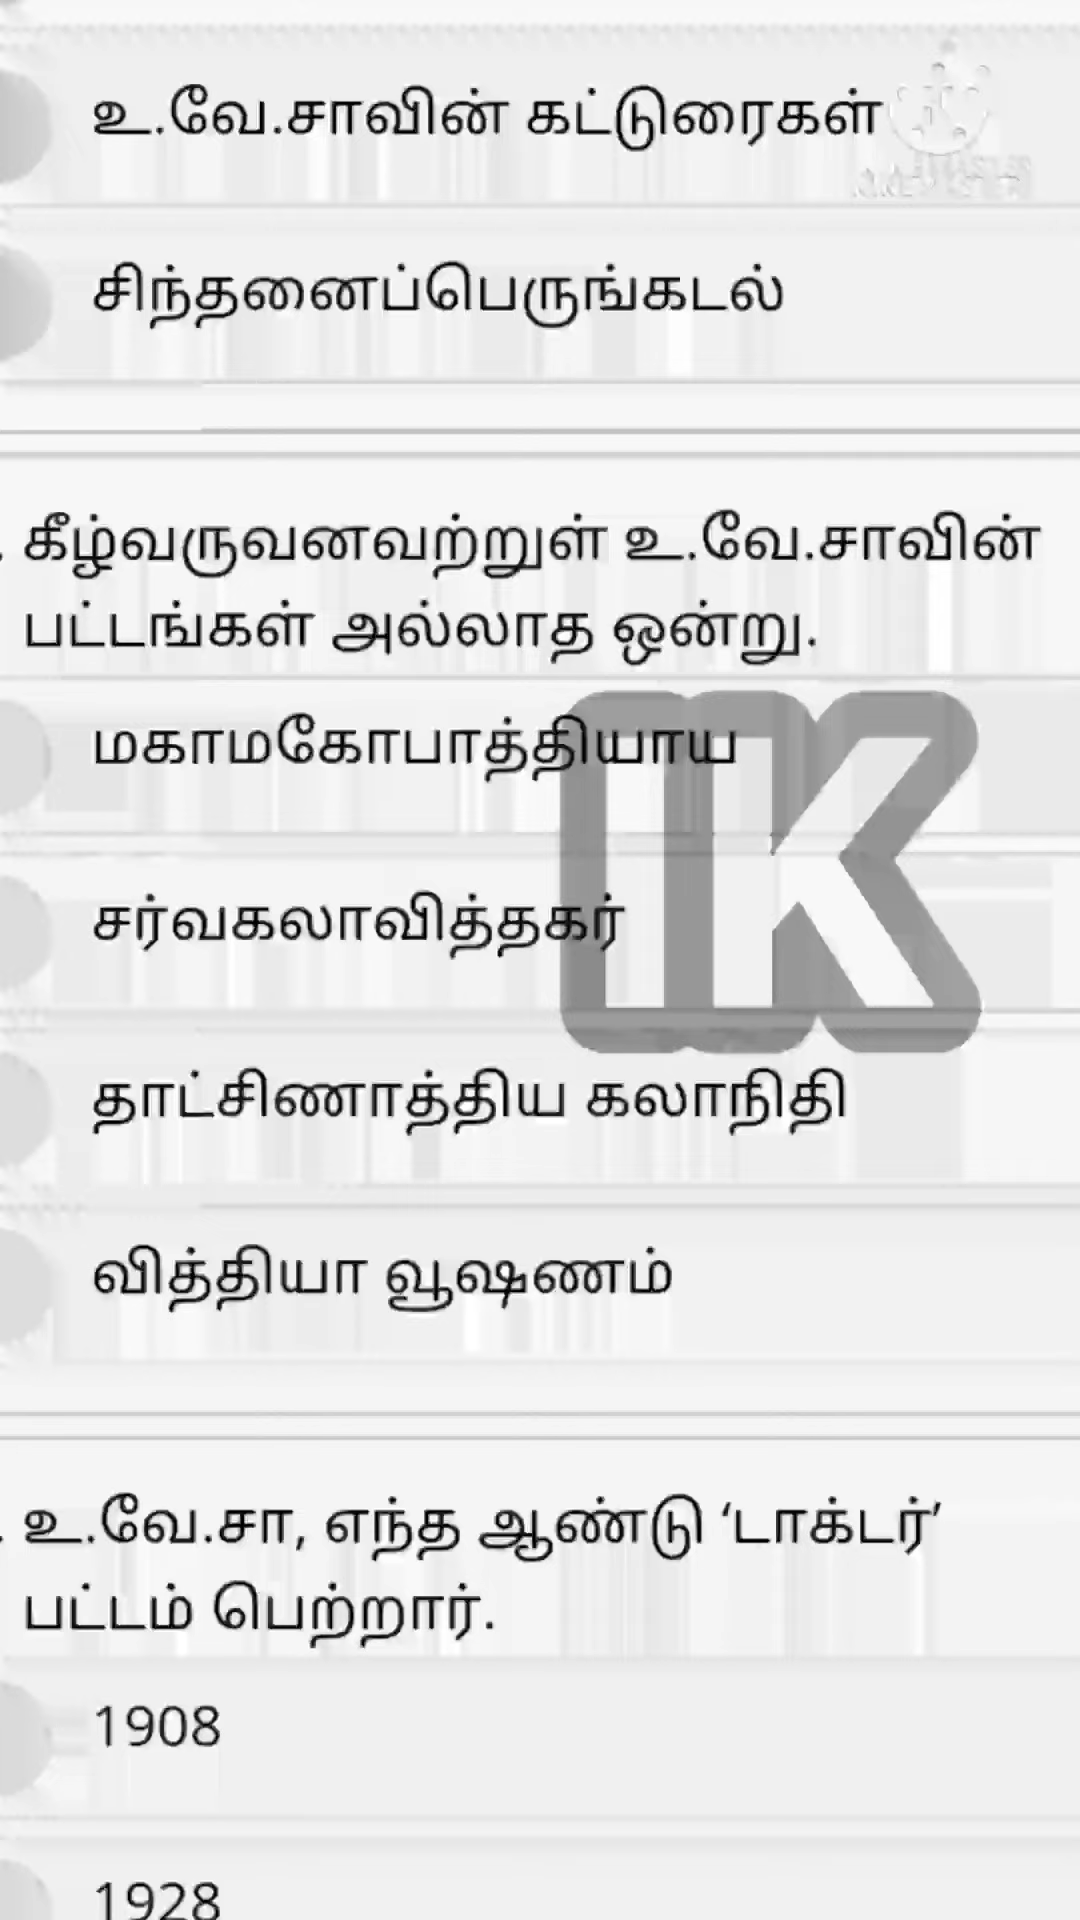 உ.வே.சாவின் கட்டுரைகள்
சிந்தனைப்பெருங்கடல்
கீழ்வருவனவற்றுள் உ.வே.சாவின்
பட்டங்கள் அல்லாத ஒன்று.
மகாமகோபாத்தியாய
IK
சர்வகலாவித்தகர்
தாட்சிணாத்திய கலாநிதி
வித்தியா வூஷணம்
உ.வே.சா, எந்த ஆண்டு ‘டாக்டர்’
பட்டம் பெற்றார்.
1908
1928